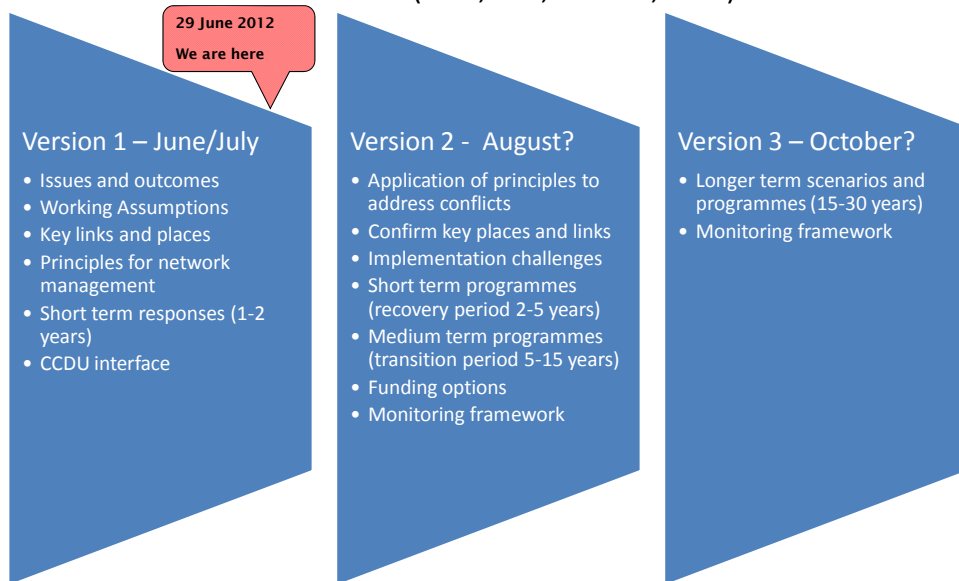 29 June 2012
We are here
Version 1 – June/July
• Issues and outcomes
• Working Assumptions
• Key links and places
• Principles for network
management
• Short term responses (1-2
years)
• CCDU interface
Version 2 - August?
• Application of principles to
address conflicts
• Confirm key places and links
• Implementation challenges
• Short term programmes
(recovery period 2-5 years)
• Medium term programmes
(transition period 5-15 years)
• Funding options
• Monitoring framework
Version 3 – October?
• Longer term scenarios and
programmes (15-30 years)
• Monitoring framework